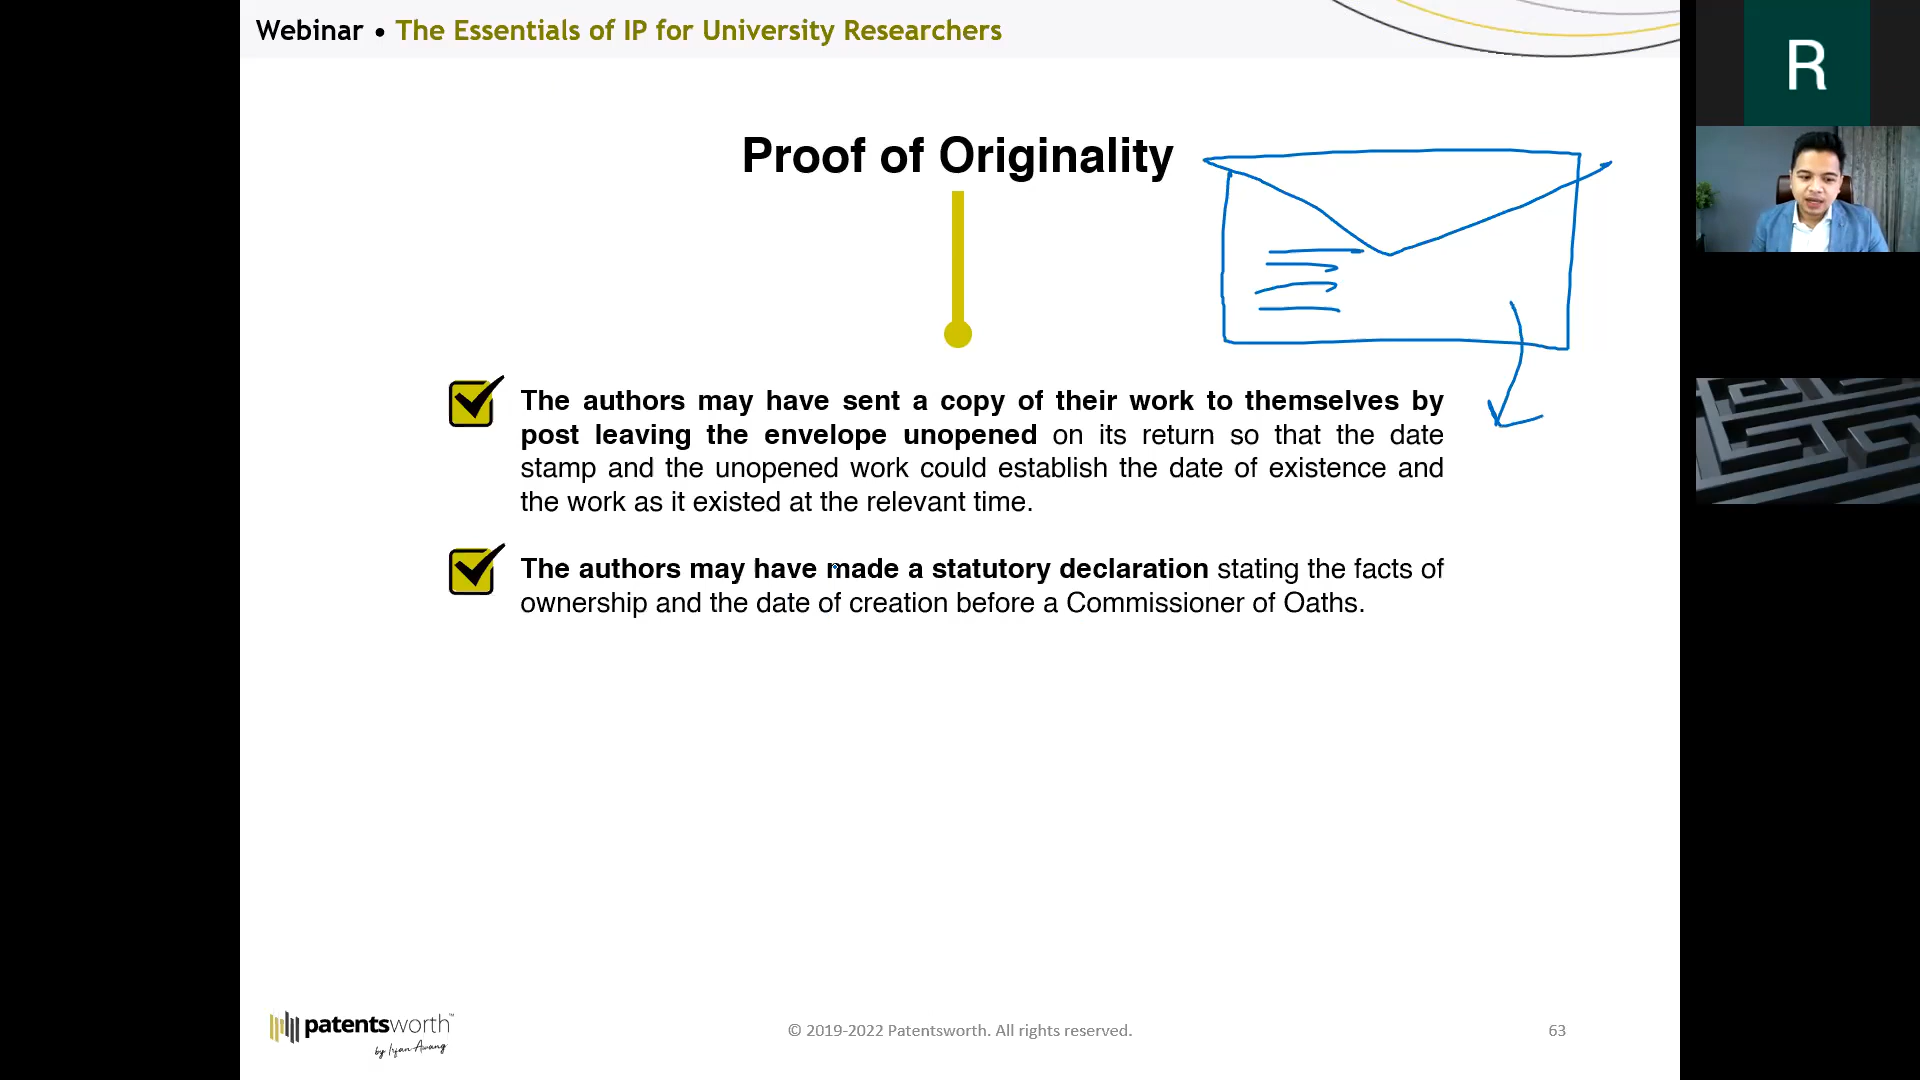 Webinar • The Essentials of IP for University Researchers
R
Proof of Originality
The authors may have sent a copy of their work to themselves by
post leaving the envelope unopened on its return so that the date
stamp and the unopened work could establish the date of existence and
the work as it existed at the relevant time.
The authors may have made a statutory declaration stating the facts of
ownership and the date of creation before a Commissioner of Oaths.
patentsworth™
by Irfan Awang
© 2019-2022 Patentsworth. All rights reserved.
63